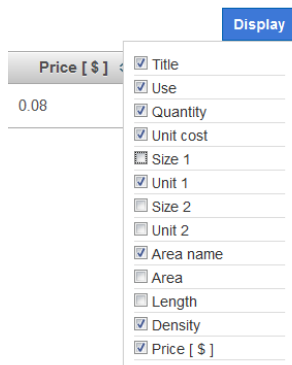 Display
Price [ $ ]
0.08
Title
Use
Quantity
Unit cost
Size 1
Unit 1
Size 2
Unit 2
Area name
Area
Length
Density
Price [ $ ]